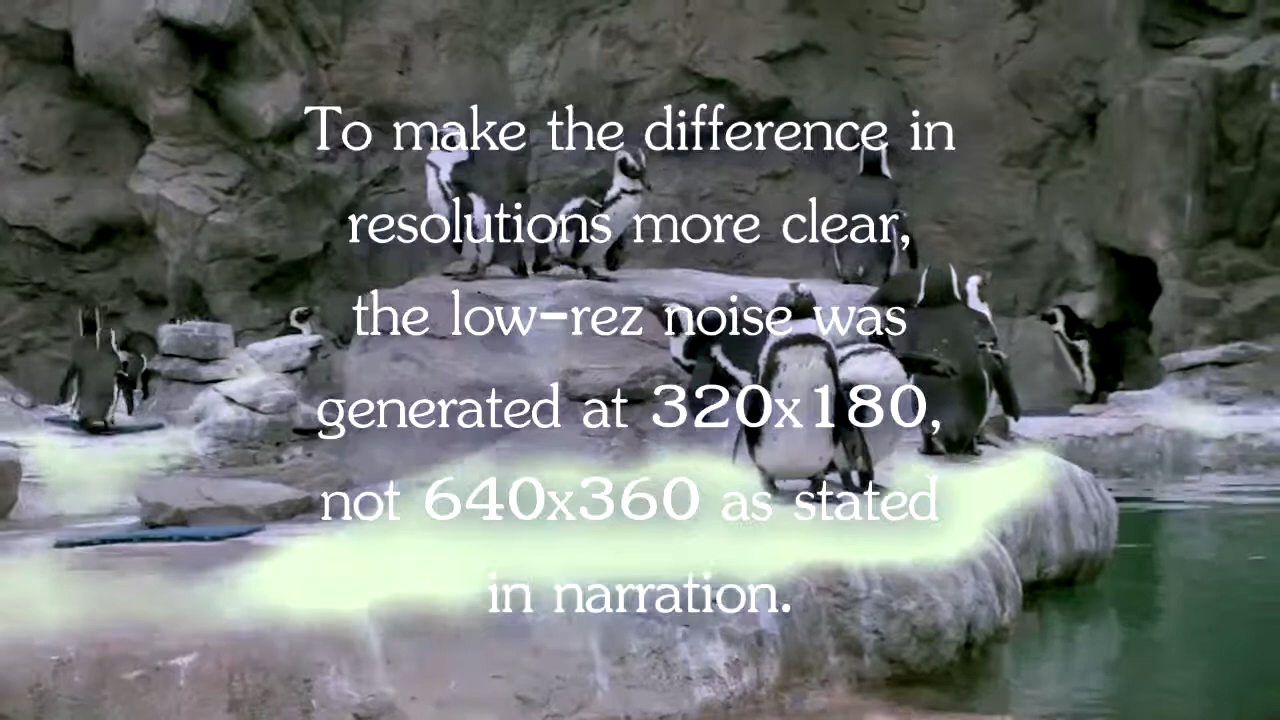 To make the difference in
resolutions more clear,
the low-rez noise was
generated at 320x180,
not 640x360 as stated
in narration.